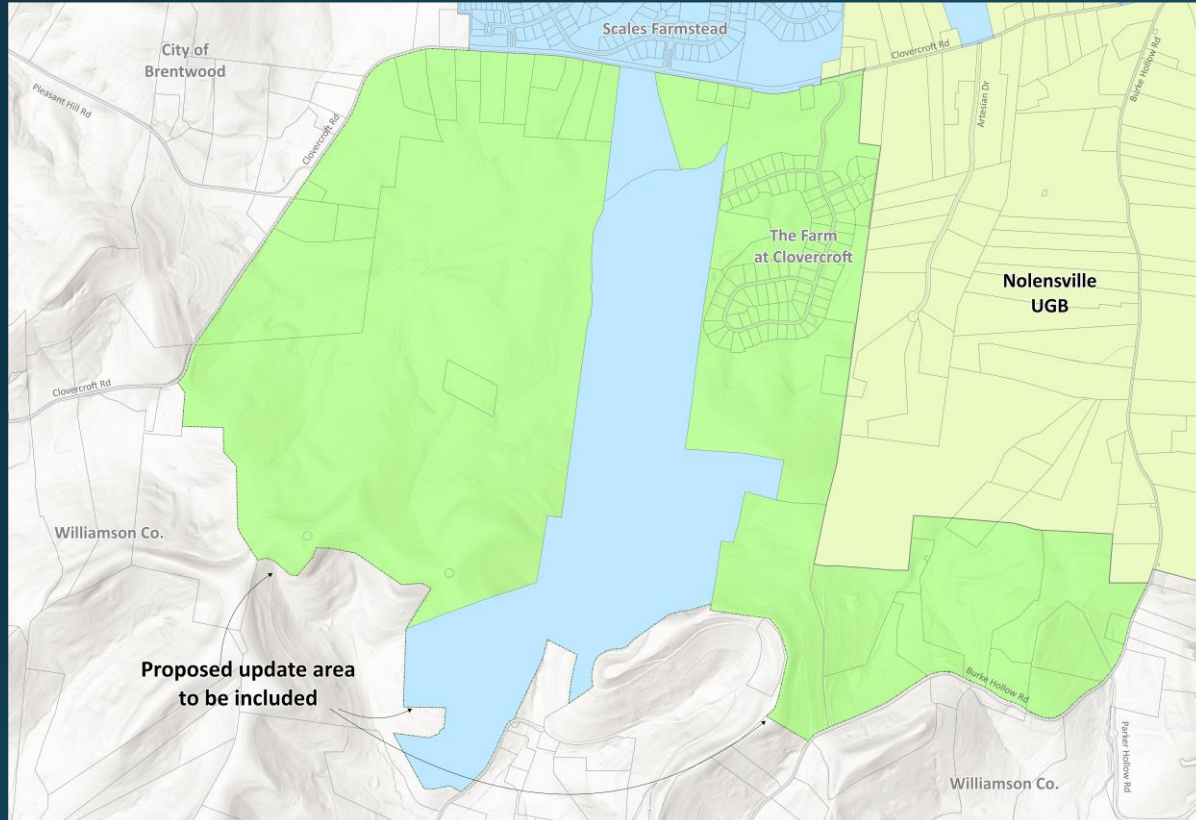 Scales Farmstead
City of
Brentwood
Clovercroft Rd
Pleasant Hill Rd
Burke Hollow Rd
Artesian Dr
Clovercroft Rd
The Farm
at Clovercroft
Nolensville
UGB
Clovercroft Rd
Williamson Co.
Proposed update area
to be included
Burke Hollow Rd
Parker Hollow Rd
Williamson Co.